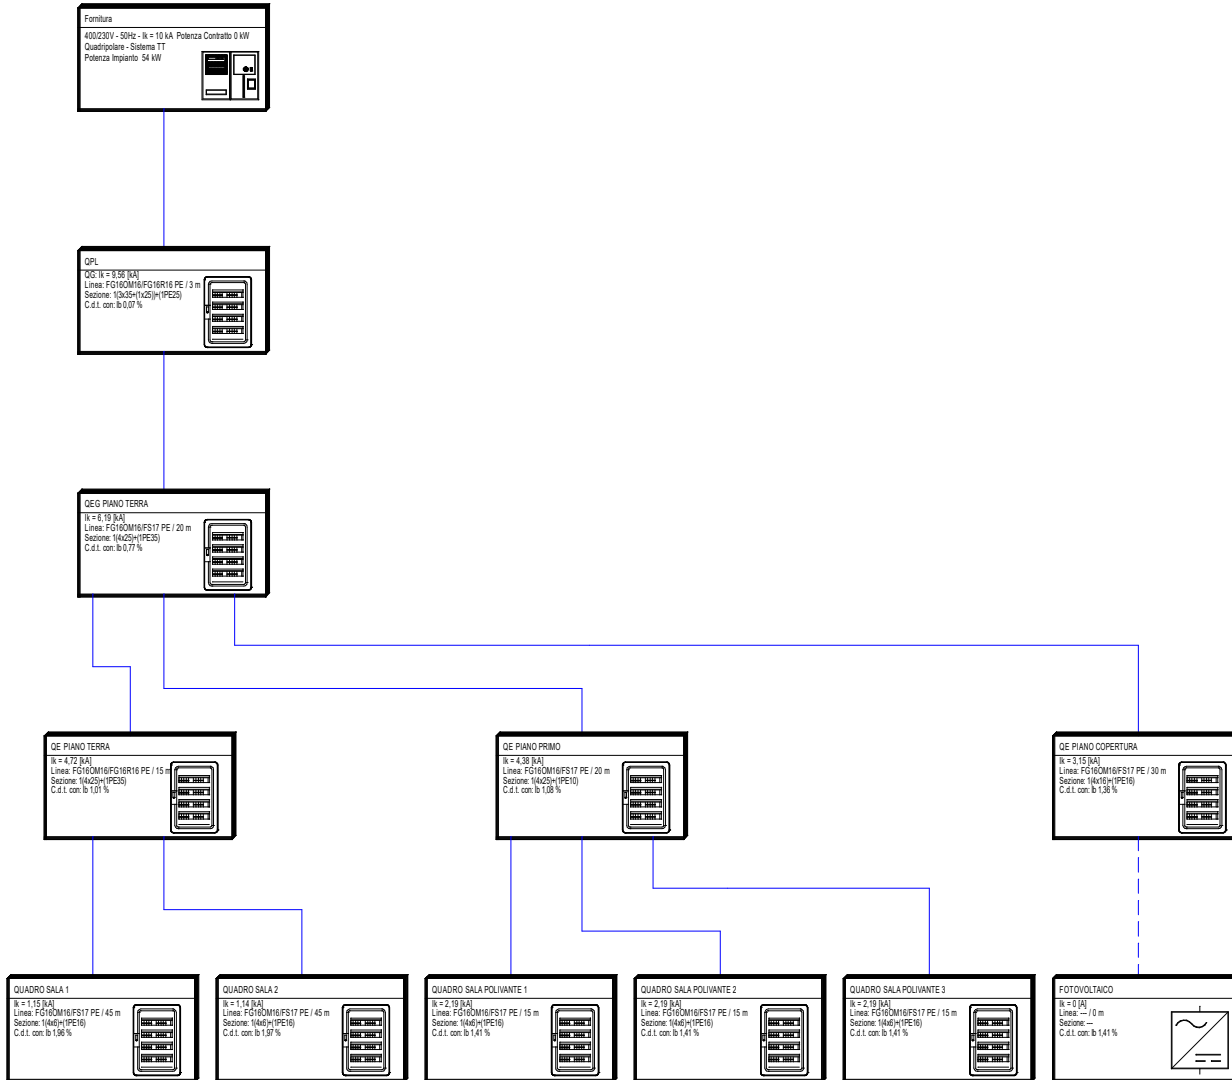 Fornitura
400/230V - 50Hz - Ik = 10 kA Potenza Contratto 0 kW
Quadripolare - Sistema TT
Potenza Impianto 54 kW
QPL
QG: Ik = 9,56 [kA]
Linea: FG16OM16/FG16R16 PE / 3 m
Sezione: 1(3x35+(1x25))+(1PE25)
C.d.t. con: Ib 0,07 %
QEG PIANO TERRA
Ik = 6,19 [kA]
Linea: FG16OM16/FS17 PE / 20 m
Sezione: 1(4x25)+(1PE35)
C.d.t. con: Ib 0,77 %
QE PIANO TERRA
Ik = 4,72 [kA]
Linea: FG16OM16/FG16R16 PE / 15 m
Sezione: 1(4x25)+(1PE35)
C.d.t. con: Ib 1,01 %
QE PIANO PRIMO
Ik = 4,38 [kA]
Linea: FG16OM16/FS17 PE / 20 m
Sezione: 1(4x25)+(1PE10)
C.d.t. con: Ib 1,08 %
QE PIANO COPERTURA
Ik = 3,15 [kA]
Linea: FG16OM16/FS17 PE / 30 m
Sezione: 1(4x16)+(1PE16)
C.d.t. con: Ib 1,36 %
QUADRO SALA 1
Ik = 1,15 [kA]
Linea: FG16OM16/FS17 PE / 45 m
Sezione: 1(4x6)+(1PE16)
C.d.t. con: Ib 1,96 %
QUADRO SALA 2
Ik = 1,14 [kA]
Linea: FG16OM16/FS17 PE / 45 m
Sezione: 1(4x6)+(1PE16)
C.d.t. con: Ib 1,97 %
QUADRO SALA POLIVANTE 1
Ik = 2,19 [kA]
Linea: FG16OM16/FS17 PE / 15 m
Sezione: 1(4x6)+(1PE16)
C.d.t. con: Ib 1,41 %
QUADRO SALA POLIVANTE 2
Ik = 2,19 [kA]
Linea: FG16OM16/FS17 PE / 15 m
Sezione: 1(4x6)+(1PE16)
C.d.t. con: Ib 1,41 %
QUADRO SALA POLIVANTE 3
Ik = 2,19 [kA]
Linea: FG16OM16/FS17 PE / 15 m
Sezione: 1(4x6)+(1PE16)
C.d.t. con: Ib 1,41 %
FOTOVOLTAICO
Ik = 0 [A]
Linea: --- / 0 m
Sezione: ---
C.d.t. con: Ib 1,41 %